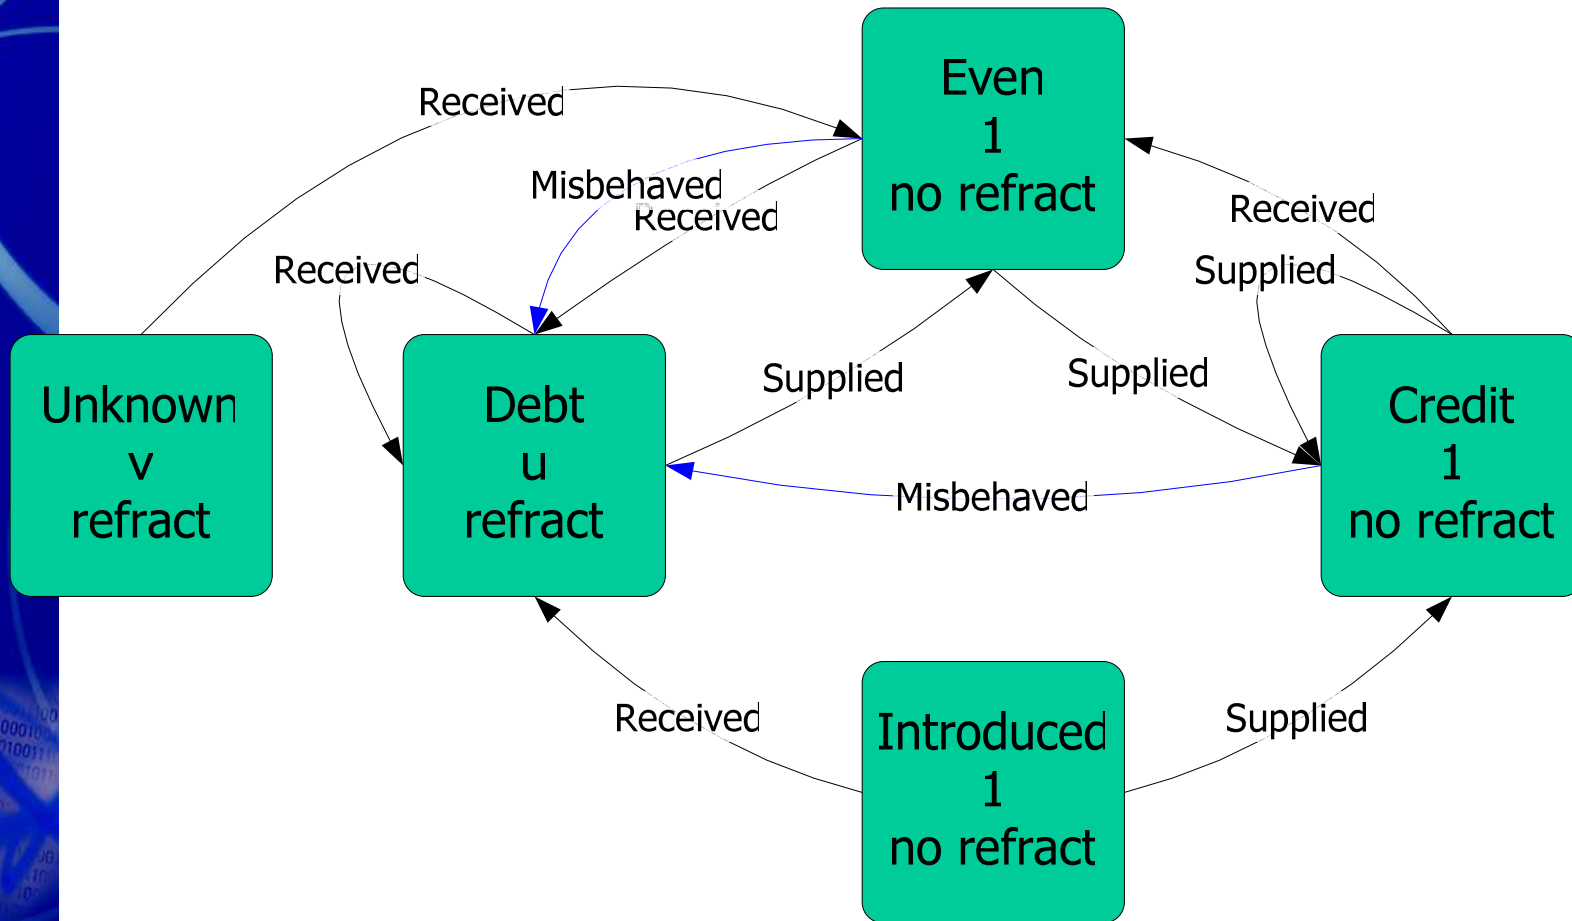 Even
1
no refract
Received
Misbehaved
Received
Received
Supplied
Received
Supplied
Supplied
Unknown
v
refract
Debt
u
refract
Credit
1
no refract
Misbehaved
Received
Supplied
Introduced
1
no refract